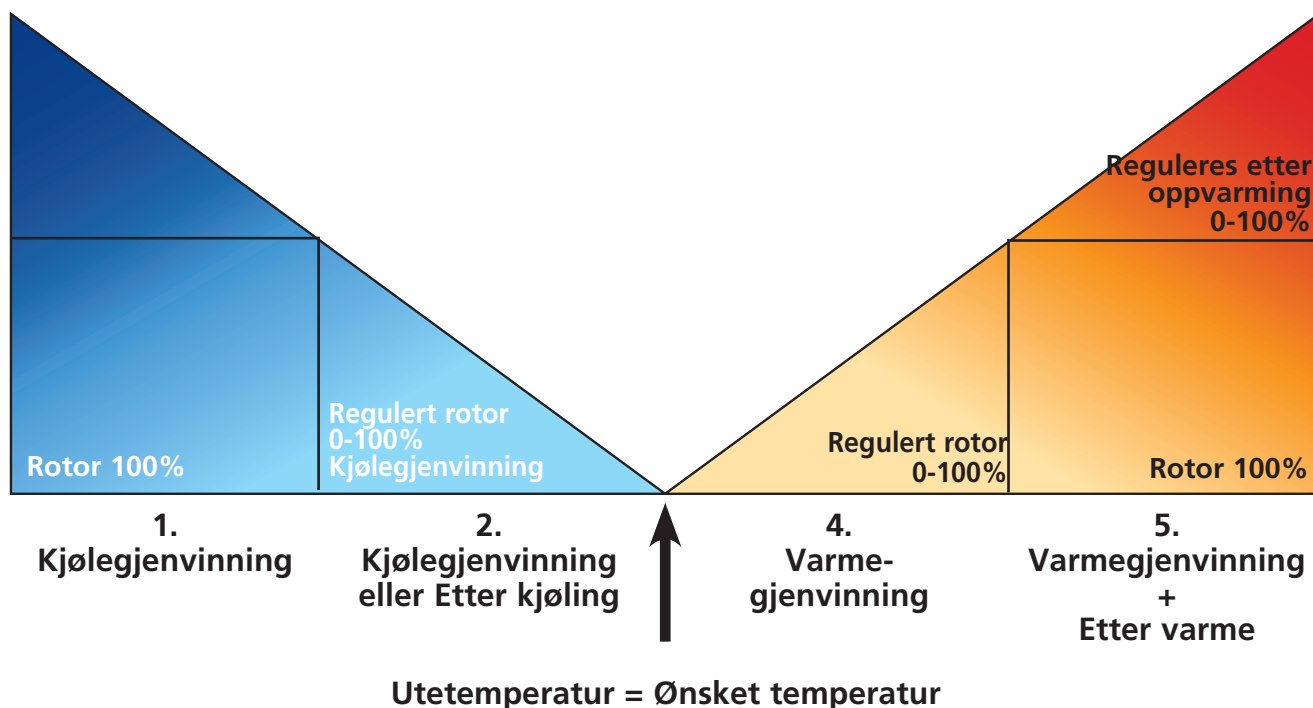 Reguleres etter
oppvarming
0-100%
Regulert rotor
0-100%
Kjølegjenvinning
Rotor 100%
Regulert rotor
0-100%
Rotor 100%
1.
Kjølegjenvinning
2.
Kjølegjenvinning
eller Etter kjøling
4.
Varme-
gjenvinning
5.
Varmegjenvinning
+
Etter varme
Utetemperatur = Ønsket temperatur